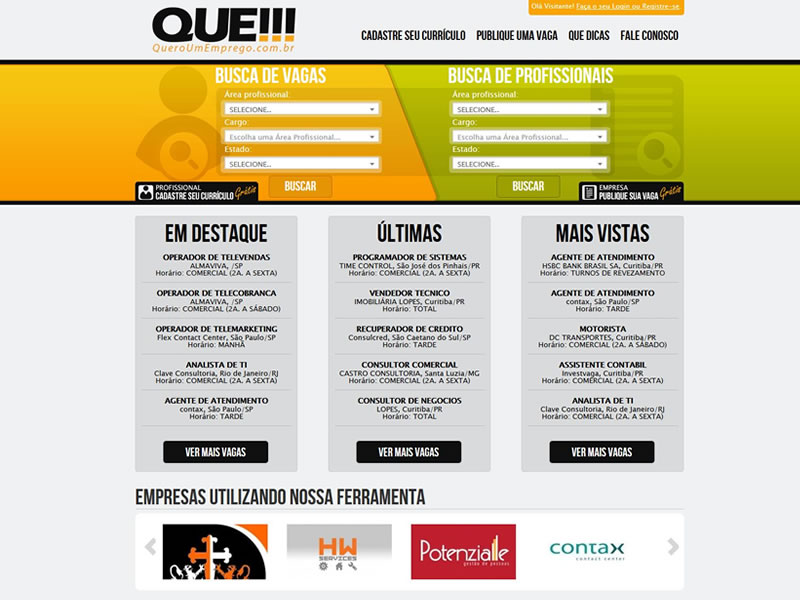 Olá Visitante! Faça o seu Login ou Registre-se.
QUE!!!
QueroUmEmprego.com.br
CADASTRE SEU CURRÍCULO PUBLIQUE UMA VAGA QUE DICAS FALE CONOSCO
BUSCA DE VAGAS
Área profissional:
SELECIONE..
Cargo:
Escolha uma Área Profissional...
Estado:
SELECIONE..
BUSCAR
PROFISSIONAL
CADASTRE SEU CURRÍCULO Grátis
BUSCA DE PROFISSIONAIS
Área profissional:
SELECIONE..
Cargo:
Escolha uma Área Profissional...
Estado:
SELECIONE..
BUSCAR
EMPRESA
PUBLIQUE SUA VAGA Grátis
EM DESTAQUE
OPERADOR DE TELEVENDAS
ALMAVIVA, /SP
Horário: COMERCIAL (2A. A SEXTA)
OPERADOR DE TELECOBRANCA
ALMAVIVA, /SP
Horário: COMERCIAL (2A. A SÁBADO)
OPERADOR DE TELEMARKETING
Flex Contact Center, São Paulo/SP
Horário: MANHÃ
ANALISTA DE TI
Clave Consultoria, Rio de Janeiro/RJ
Horário: COMERCIAL (2A. A SEXTA)
AGENTE DE ATENDIMENTO
contax, São Paulo/SP
Horário: TARDE
VER MAIS VAGAS
ÚLTIMAS
PROGRAMADOR DE SISTEMAS
TIME CONTROL, São José dos Pinhais/PR
Horário: COMERCIAL (2A. A SEXTA)
VENDEDOR TECNICO
IMOBILIÁRIA LOPES, Curitiba/PR
Horário: TOTAL
RECUPERADOR DE CREDITO
Consulcred, São Caetano do Sul/SP
Horário: TARDE
CONSULTOR COMERCIAL
CASTRO CONSULTORIA, Santa Luzia/MG
Horário: COMERCIAL (2A. A SEXTA)
CONSULTOR DE NEGOCIOS
LOPES, Curitiba/PR
Horário: TOTAL
VER MAIS VAGAS
MAIS VISTAS
AGENTE DE ATENDIMENTO
HSBC BANK BRASIL SA, Curitiba/PR
Horário: TURNOS DE REVEZAMENTO
AGENTE DE ATENDIMENTO
contax, São Paulo/SP
Horário: TARDE
MOTORISTA
DC TRANSPORTES, Curitiba/PR
Horário: COMERCIAL (2A. A SÁBADO)
ASSISTENTE CONTABIL
Investvaga, Curitiba/PR
Horário: COMERCIAL (2A. A SEXTA)
ANALISTA DE TI
Clave Consultoria, Rio de Janeiro/RJ
Horário: COMERCIAL (2A. A SEXTA)
VER MAIS VAGAS
EMPRESAS UTILIZANDO NOSSA FERRAMENTA
HW
SERVICES
Potenzialle
gestão de pessoas
contax
contact center